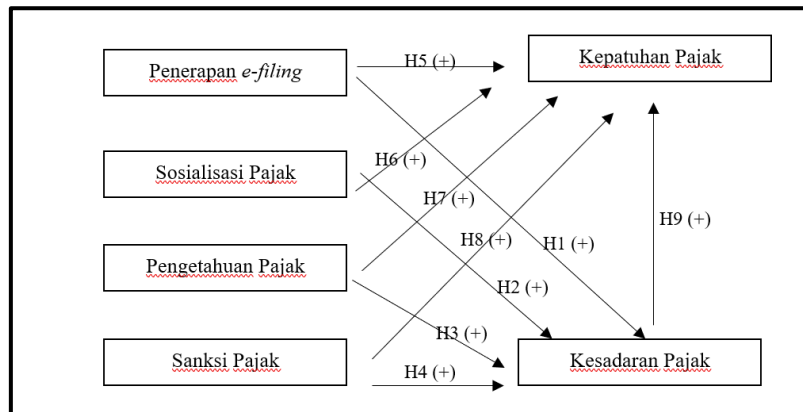 Penerapan e-filing
H5 (+)
Kepatuhan Pajak
Sosialisasi Pajak
H6 (+)
H7 (+)
H9 (+)
H8 (+)
H1 (+)
Pengetahuan Pajak
H2 (+)
H3 (+)
Sanksi Pajak
H4 (+)
Kesadaran Pajak